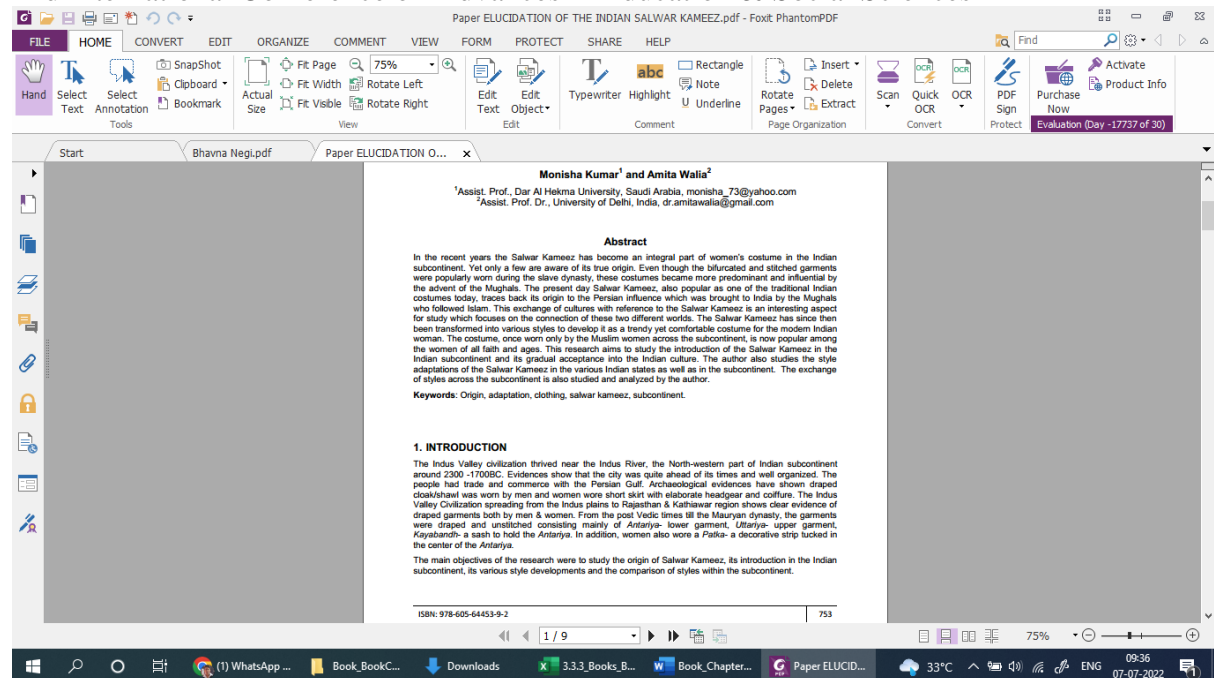 Paper ELUCIDATION OF THE INDIAN SALWAR KAMEEZ.pdf - Foxit PhantomPDF
FILE HOME CONVERT EDIT ORGANIZE COMMENT VIEW FORM PROTECT SHARE HELP Find
Hand Select Text Select Annotation SnapShot Clipboard Bookmark
Tools
Actual Size Fit Page Fit Width Fit Visible 75% Rotate Left Rotate Right
View
Edit Text Edit Object
Edit
Typewriter Highlight Rectangle Note Underline
Comment
Rotate Pages Insert Delete Extract
Page Organization
Scan Quick OCR OCR
Convert
PDF Sign
Protect
Purchase Now Activate Product Info
Evaluation (Day -17737 of 30)
Start Bhavna Negi.pdf Paper ELUCIDATION O...
Monisha Kumar1 and Amita Walia2
1Assist. Prof., Dar Al Hekma University, Saudi Arabia, monisha_73@yahoo.com
2Assist. Prof. Dr., University of Delhi, India, dr.amitawalia@gmail.com
Abstract
In the recent years the Salwar Kameez has become an integral part of women's costume in the Indian
subcontinent. Yet only a few are aware of its true origin. Even though the bifurcated and stitched garments
were popularly worn during the slave dynasty, these costumes became more predominant and influential by
the advent of the Mughals. The present day Salwar Kameez, also popular as one of the traditional Indian
costumes today, traces back its origin to the Persian influence which was brought to India by the Mughals
who followed Islam. This exchange of cultures with reference to the Salwar Kameez is an interesting aspect
for study which focuses on the connection of these two different worlds. The Salwar Kameez has since then
been transformed into various styles to develop it as a trendy yet comfortable costume for the modern Indian
woman. The costume, once worn only by the Muslim women across the subcontinent, is now popular among
the women of all faith and ages. This research aims to study the introduction of the Salwar Kameez in the
Indian subcontinent and its gradual acceptance into the Indian culture. The author also studies the style
adaptations of the Salwar Kameez in the various Indian states as well as in the subcontinent. The exchange
of styles across the subcontinent is also studied and analyzed by the author.
Keywords: Origin, adaptation, clothing, salwar kameez, subcontinent.
1. INTRODUCTION
The Indus Valley civilization thrived near the Indus River, the North-western part of Indian subcontinent
around 2300 -1700BC. Evidences show that the city was quite ahead of its times and well organized. The
people had trade and commerce with the Persian Gulf. Archaeological evidences have shown draped
cloak/shawl was worn by men and women wore short skirt with elaborate headgear and coiffure. The Indus
Valley Civilization spreading from the Indus plains to Rajasthan & Kathiawar region shows clear evidence of
draped garments both by men & women. From the post Vedic times till the Mauryan dynasty, the garments
were draped and unstitched consisting mainly of Antariya- lower garment, Uttariya- upper garment,
Kayabandh- a sash to hold the Antariya. In addition, women also wore a Patka- a decorative strip tucked in
the center of the Antariya.
The main objectives of the research were to study the origin of Salwar Kameez, its introduction in the Indian
subcontinent, its various style developments and the comparison of styles within the subcontinent.
ISBN: 978-605-64453-9-2 753
1 / 9 75%
(1) WhatsApp ... Book_BookC... Downloads 3.3.3_Books_B... Book_Chapter... Paper ELUCID... 33°C ENG 09:36
07-07-2022